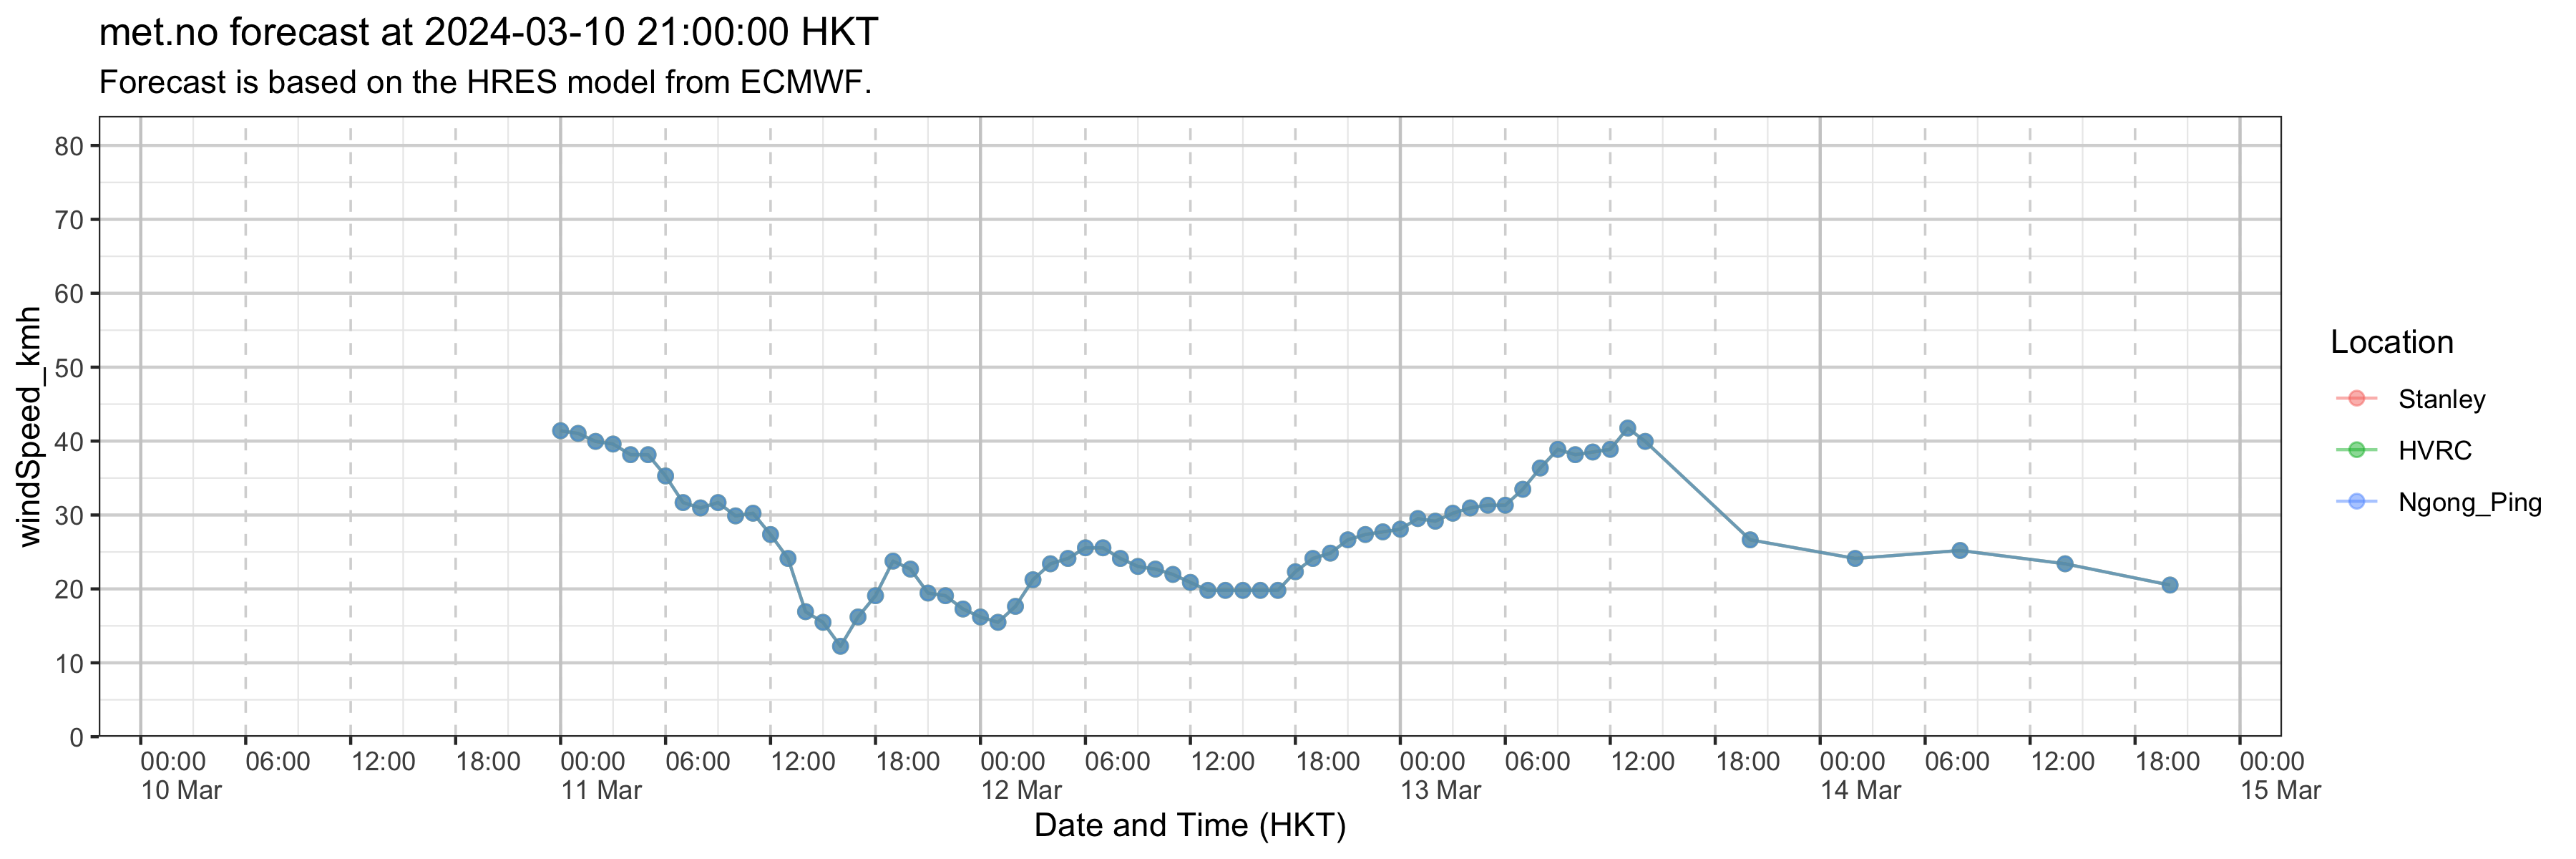 met.no forecast at 2024-03-10 21:00:00 HKT
Forecast is based on the HRES model from ECMWF.
windSpeed_kmh
80
70
60
50
40
30
20
10
0
00:00 06:00 12:00 18:00 00:00 06:00 12:00 18:00 00:00 06:00 12:00 18:00 00:00 06:00 12:00 18:00 00:00 06:00 12:00 18:00 00:00
10 Mar 11 Mar 12 Mar 13 Mar 14 Mar 15 Mar
Date and Time (HKT)
Location
Stanley
HVRC
Ngong_Ping